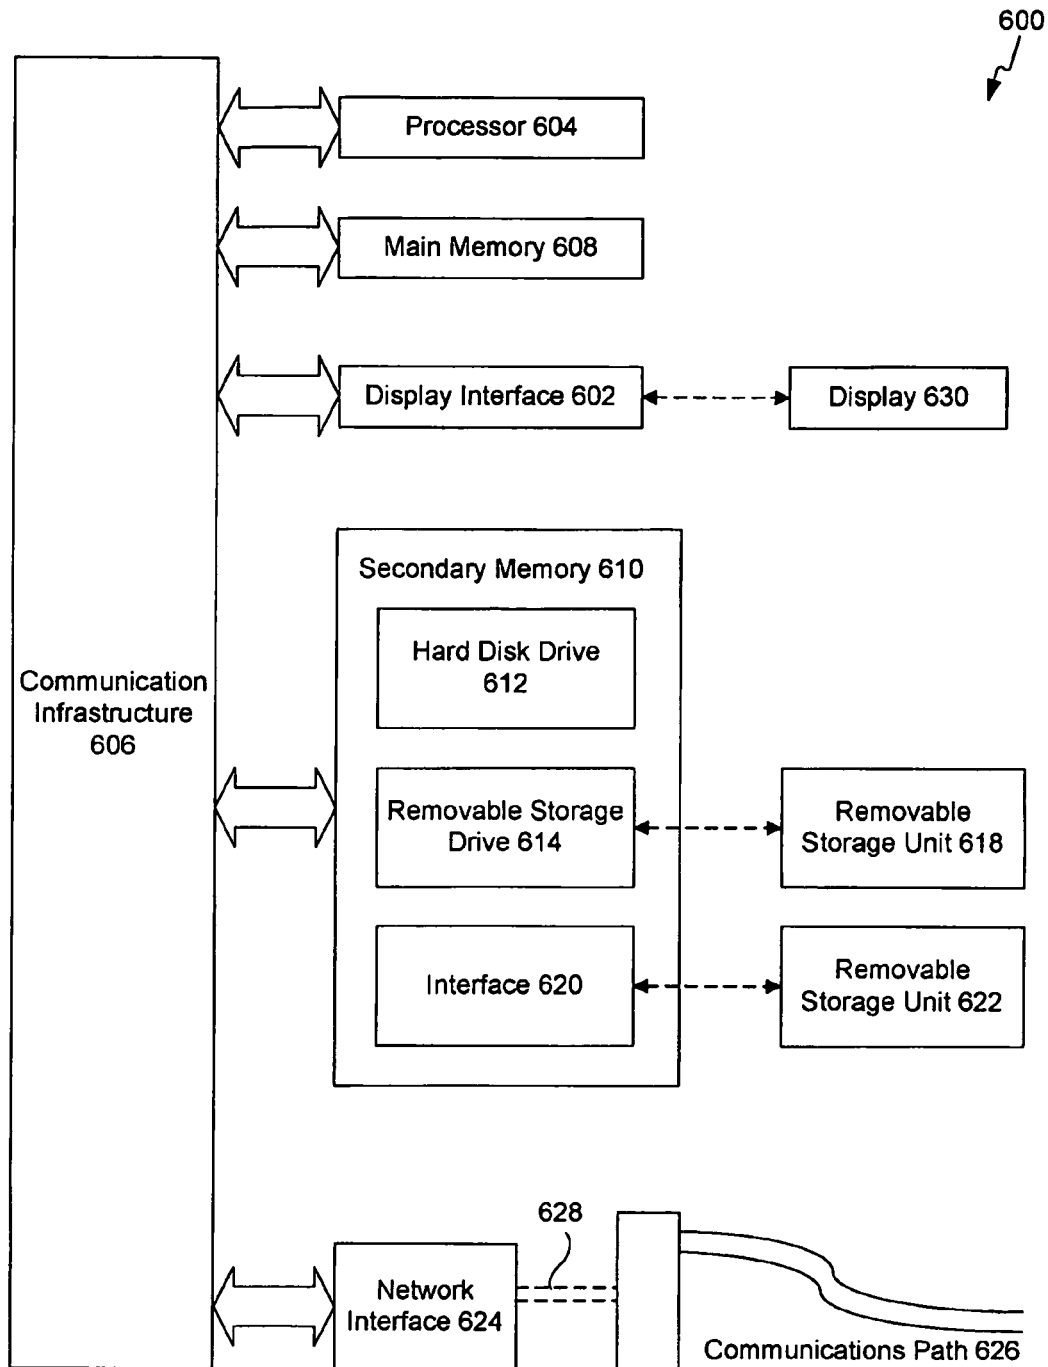 600
Processor 604
Main Memory 608
Display Interface 602
Display 630
Secondary Memory 610
Hard Disk Drive
612
Communication
Infrastructure
606
Removable Storage
Drive 614
Removable
Storage Unit 618
Interface 620
Removable
Storage Unit 622
628
Network
Interface 624
Communications Path 626